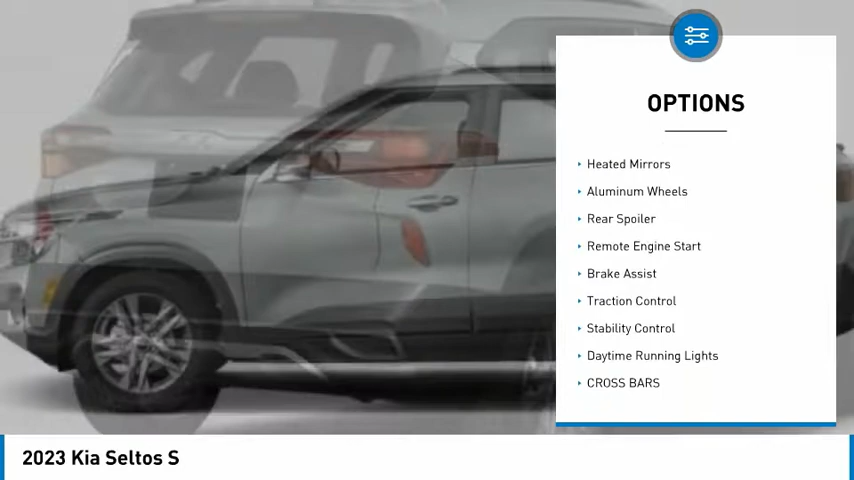 OPTIONS
Heated Mirrors
Aluminum Wheels
Rear Spoiler
Remote Engine Start
Brake Assist
Traction Control
Stability Control
Daytime Running Lights
CROSS BARS
2023 Kia Seltos S